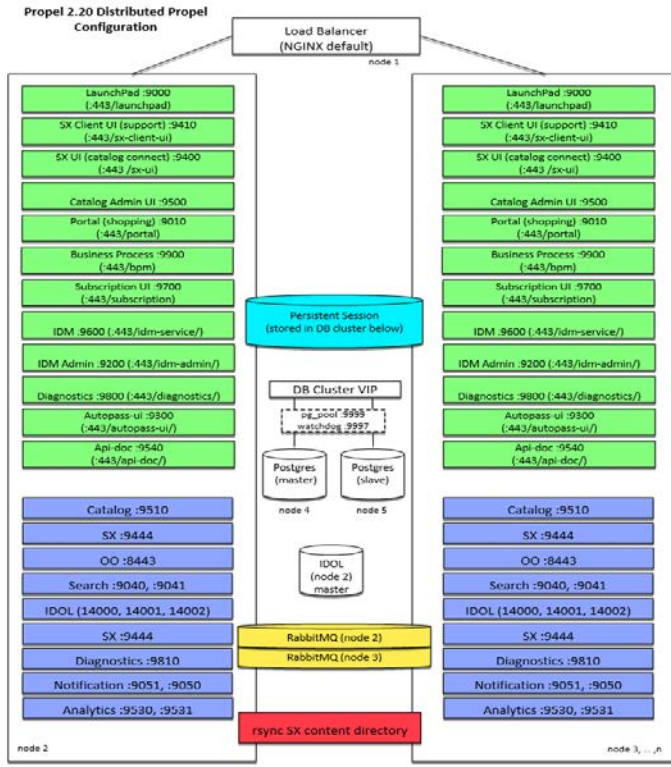 Propel 2.20 Distributed Propel
Configuration
Load Balancer
(NGINX default)
node 1
LaunchPad :9000
(:443/launchpad)
SX Client UI (support) :9410
(:443/sx-client-ui)
SX UI (catalog connect) :9400
(:443 /sx-ui)
Catalog Admin UI :9500
Portal (shopping) :9010
(:443/portal)
Business Process :9900
(:443/bpm)
Subscription UI :9700
(:443/subscription)
IDM :9600 (:443/idm-service/)
IDM Admin :9200 (:443/idm-admin/)
Diagnostics :9800 (:443/diagnostics/)
Autopass-ui :9300
(:443/autopass-ui/)
Api-doc :9540
(:443/api-doc/)
Catalog :9510
SX :9444
OO :8443
Search :9040, :9041
IDOL (14000, 14001, 14002)
SX :9444
Diagnostics :9810
Notification :9051, :9050
Analytics :9530, :9531
node 2
Persistent Session
(stored in DB cluster below)
DB Cluster VIP
pg_pool :9999
watchdog :9997
Postgres
(master)
Postgres
(slave)
node 4
node 5
IDOL
(node 2)
master
RabbitMQ (node 2)
RabbitMQ (node 3)
rsync SX content directory
LaunchPad :9000
(:443/launchpad)
SX Client UI (support) :9410
(:443/sx-client-ui)
SX UI (catalog connect) :9400
(:443 /sx-ui)
Catalog Admin UI :9500
Portal (shopping) :9010
(:443/portal)
Business Process :9900
(:443/bpm)
Subscription UI :9700
(:443/subscription)
IDM :9600 (:443/idm-service/)
IDM Admin :9200 (:443/idm-admin/)
Diagnostics :9800 (:443/diagnostics/)
Autopass-ui :9300
(:443/autopass-ui/)
Api-doc :9540
(:443/api-doc/)
Catalog :9510
SX :9444
OO :8443
Search :9040, :9041
IDOL (14000, 14001, 14002)
SX :9444
Diagnostics :9810
Notification :9051, :9050
Analytics :9530, :9531
node 3, ... ,n